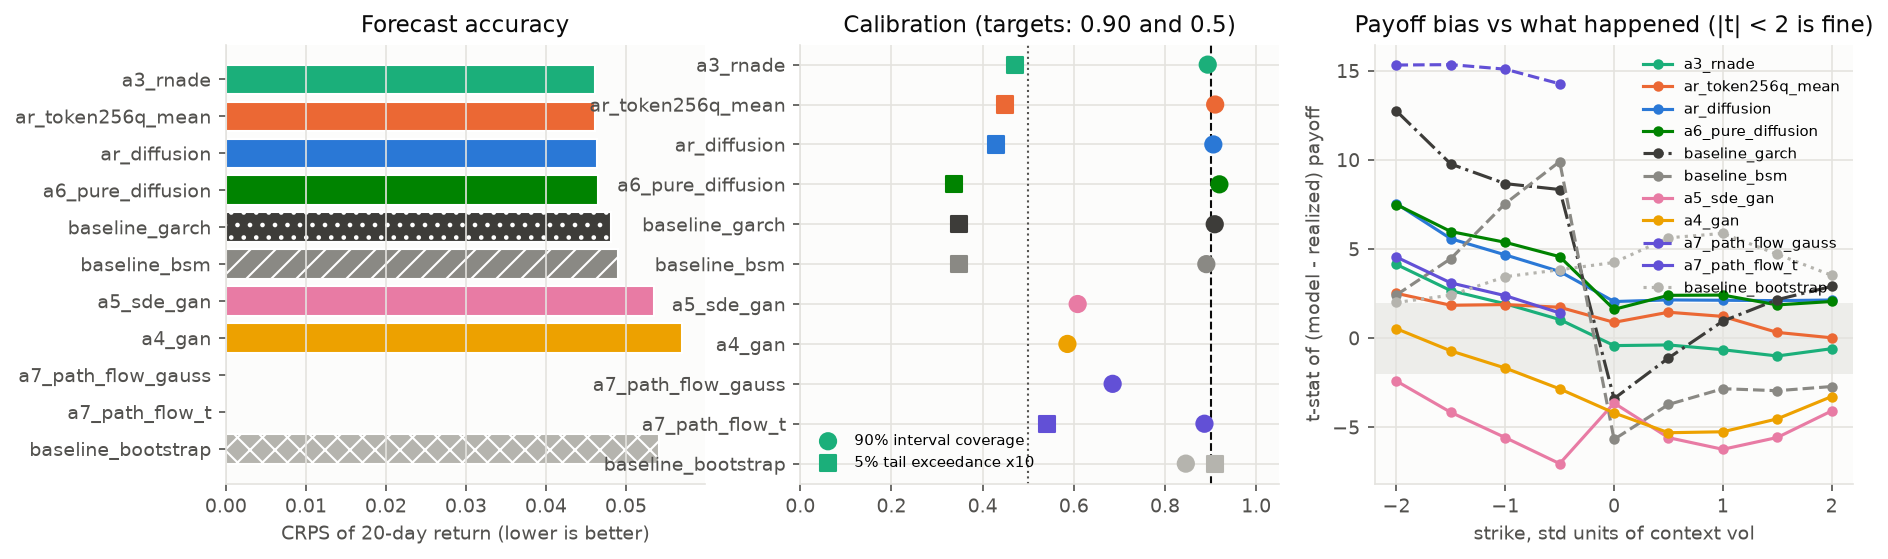 Forecast accuracy
a3_rnade
ar_token256q_mean
ar_diffusion
a6_pure_diffusion
baseline_garch
baseline_bsm
a5_sde_gan
a4_gan
a7_path_flow_gauss
a7_path_flow_t
baseline_bootstrap
0.00 0.01 0.02 0.03 0.04 0.05
CRPS of 20-day return (lower is better)
Calibration (targets: 0.90 and 0.5)
a3_rnade
ar_token256q_mean
ar_diffusion
a6_pure_diffusion
baseline_garch
baseline_bsm
a5_sde_gan
a4_gan
a7_path_flow_gauss
a7_path_flow_t
baseline_bootstrap
90% interval coverage
5% tail exceedance x10
0.0 0.2 0.4 0.6 0.8 1.0
Payoff bias vs what happened (|t| < 2 is fine)
t-stat of (model - realized) payoff
15
10
5
0
−5
a3_rnade
ar_token256q_mean
ar_diffusion
a6_pure_diffusion
baseline_garch
baseline_bsm
a5_sde_gan
a4_gan
a7_path_flow_gauss
a7_path_flow_t
baseline_bootstrap
−2 −1 0 1 2
strike, std units of context vol